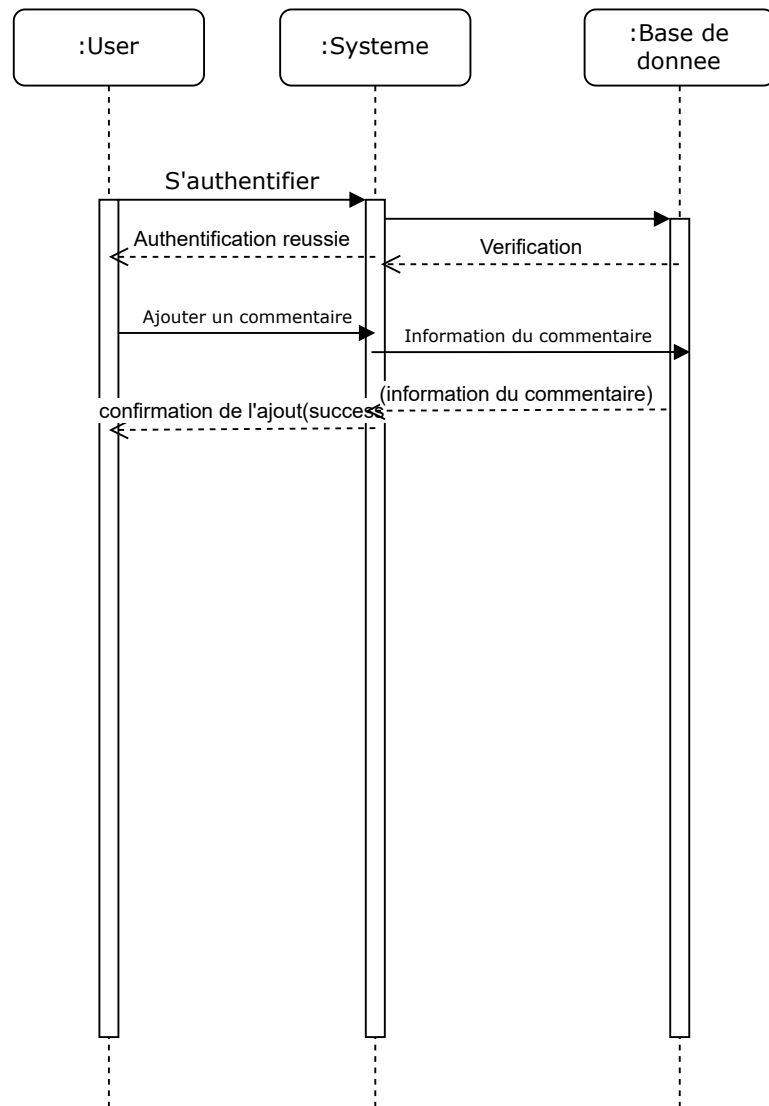 :User
:Systeme
:Base de
donnee
S'authentifier
Authentification reussie
Verification
Ajouter un commentaire
Information du commentaire
(information du commentaire)
confirmation de l'ajout(success